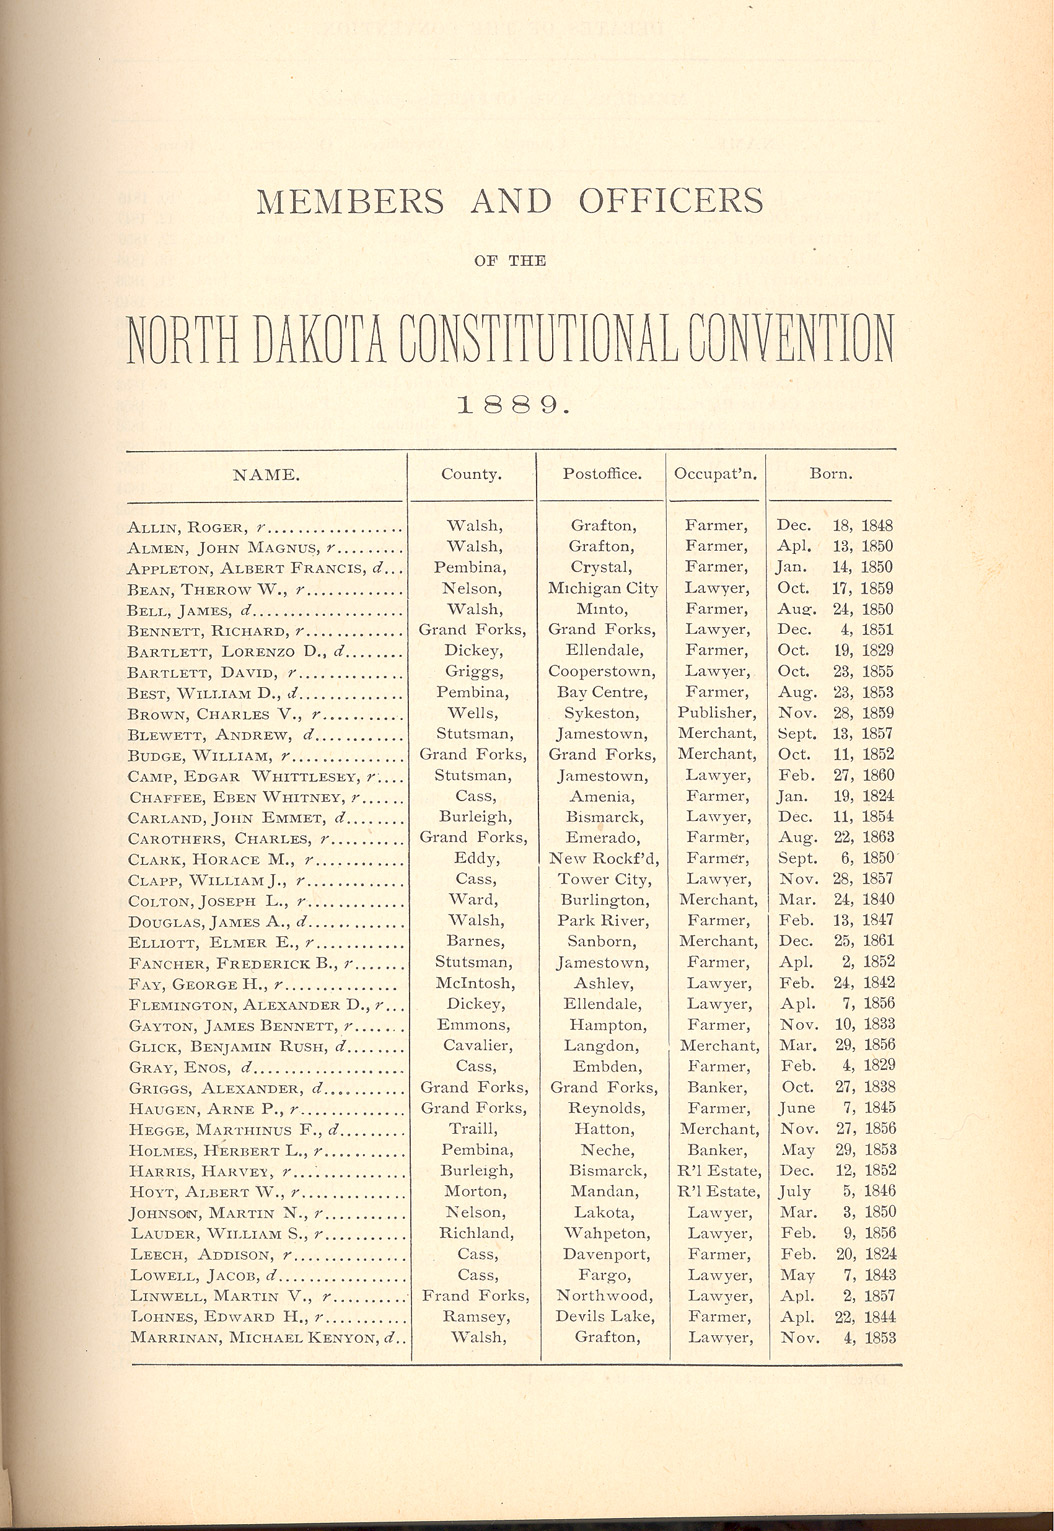 MEMBERS AND OFFICERS
OF THE
NORTH DAKOTA CONSTITUTIONAL CONVENTION
1889.
NAME. County. Postoffice. Occupat'n. Born.
ALLIN, ROGER, r.................. Walsh, Grafton, Farmer, Dec. 18, 1848
ALMEN, JOHN MAGNUS, r......... Walsh, Grafton, Farmer, Apl. 13, 1850
APPLETON, ALBERT FRANCIS, d... Pembina, Crystal, Farmer, Jan. 14, 1850
BEAN, THEROW W., r............. Nelson, Michigan City Lawyer, Oct. 17, 1859
BELL, JAMES, d.................... Walsh, Minto, Farmer, Aug. 24, 1850
BENNETT, RICHARD, r............. Grand Forks, Grand Forks, Lawyer, Dec. 4, 1851
BARTLETT, LORENZO D., d........ Dickey, Ellendale, Farmer, Oct. 19, 1829
BARTLETT, DAVID, r.............. Griggs, Cooperstown, Lawyer, Oct. 23, 1855
BEST, WILLIAM D., d.............. Pembina, Bay Centre, Farmer, Aug. 23, 1853
BROWN, CHARLES V., r........... Wells, Sykeston, Publisher, Nov. 28, 1859
BLEWETT, ANDREW, d............ Stutsman, Jamestown, Merchant, Sept. 13, 1857
BUDGE, WILLIAM, r............... Grand Forks, Grand Forks, Merchant, Oct. 11, 1852
CAMP, EDGAR WHITTLESEY, r.... Stutsman, Jamestown, Lawyer, Feb. 27, 1860
CHAFFEE, EBEN WHITNEY, r...... Cass, Amenia, Farmer, Jan. 19, 1824
CARLAND, JOHN EMMET, d........ Burleigh, Bismarck, Lawyer, Dec. 11, 1854
CAROTHERS, CHARLES, r.......... Grand Forks, Emerado, Farmer, Aug. 22, 1863
CLARK, HORACE M., r............ Eddy, New Rockf'd, Farmer, Sept. 6, 1850
CLAPP, WILLIAM J., r............. Cass, Tower City, Lawyer, Nov. 28, 1857
COLTON, JOSEPH L., r............. Ward, Burlington, Merchant, Mar. 24, 1840
DOUGLAS, JAMES A., d............. Walsh, Park River, Farmer, Feb. 13, 1847
ELLIOTT, ELMER E., r............ Barnes, Sanborn, Merchant, Dec. 25, 1861
FANCHER, FREDERICK B., r....... Stutsman, Jamestown, Farmer, Apl. 2, 1852
FAY, GEORGE H., r............... McIntosh, Ashley, Lawyer, Feb. 24, 1842
FLEMINGTON, ALEXANDER D., r... Dickey, Ellendale, Lawyer, Apl. 7, 1856
GAYTON, JAMES BENNETT, r....... Emmons, Hampton, Farmer, Nov. 10, 1833
GLICK, BENJAMIN RUSH, d........ Cavalier, Langdon, Merchant, Mar. 29, 1856
GRAY, ENOS, d.................... Cass, Embden, Farmer, Feb. 4, 1829
GRIGGS, ALEXANDER, d........... Grand Forks, Grand Forks, Banker, Oct. 27, 1838
HAUGEN, ARNE P., r.............. Grand Forks, Reynolds, Farmer, June 7, 1845
HEGGE, MARTHINUS F., d......... Traill, Hatton, Merchant, Nov. 27, 1856
HOLMES, HERBERT L., r........... Pembina, Neche, Banker, May 29, 1853
HARRIS, HARVEY, r............... Burleigh, Bismarck, R'l Estate, Dec. 12, 1852
HOYT, ALBERT W., r.............. Morton, Mandan, R'l Estate, July 5, 1846
JOHNSON, MARTIN N., r........... Nelson, Lakota, Lawyer, Mar. 3, 1850
LAUDER, WILLIAM S., r........... Richland, Wahpeton, Lawyer, Feb. 9, 1856
LEECH, ADDISON, r............... Cass, Davenport, Farmer, Feb. 20, 1824
LOWELL, JACOB, d................. Cass, Fargo, Lawyer, May 7, 1843
LINWELL, MARTIN V., r.......... Frand Forks, Northwood, Lawyer, Apl. 2, 1857
LOHNES, EDWARD H., r........... Ramsey, Devils Lake, Farmer, Apl. 22, 1844
MARRINAN, MICHAEL KENYON, d.. Walsh, Grafton, Lawyer, Nov. 4, 1853